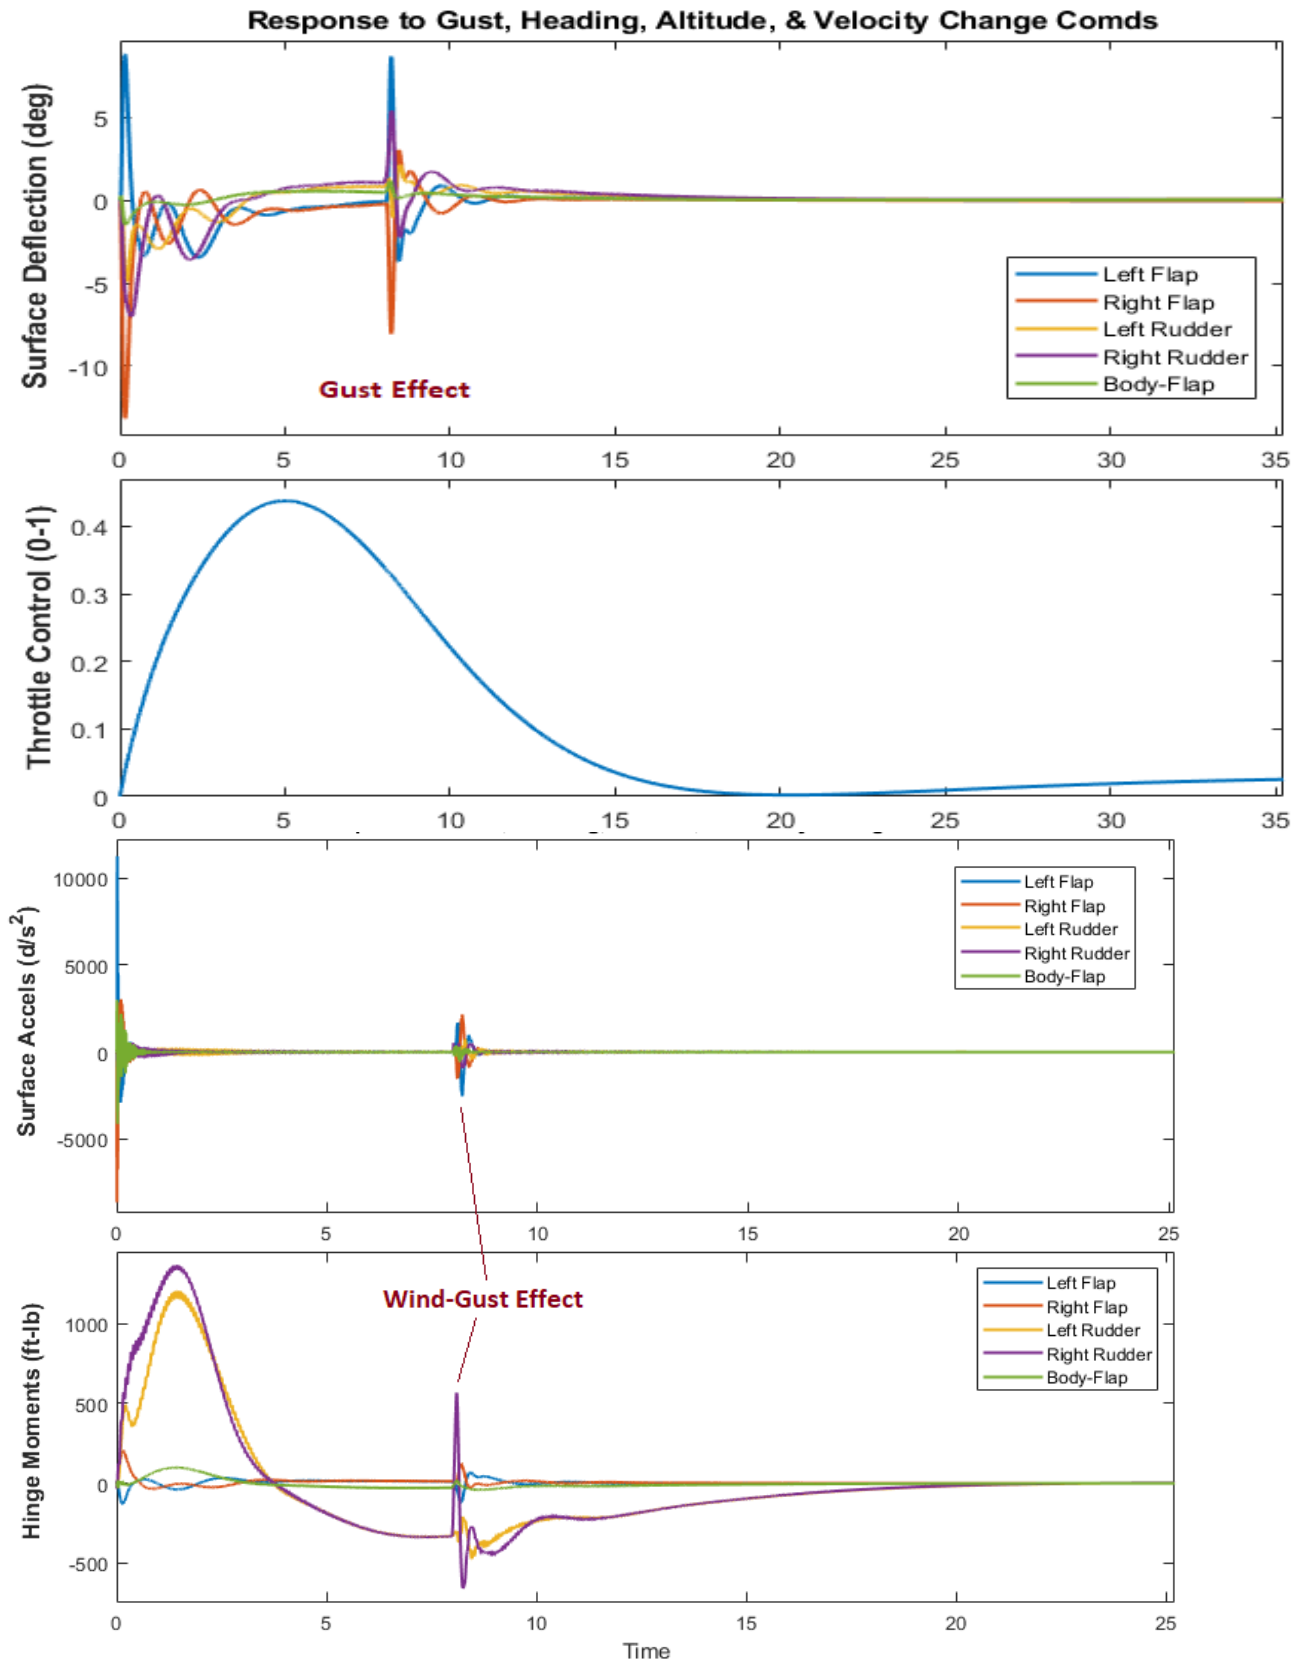 Response to Gust, Heading, Altitude, & Velocity Change Comds
Surface Deflection (deg)
5
0
-5
-10
Gust Effect
Left Flap
Right Flap
Left Rudder
Right Rudder
Body-Flap
0 5 10 15 20 25 30 35
Throttle Control (0-1)
0.4
0.3
0.2
0.1
0
0 5 10 15 20 25 30 35
Surface Accels (d/s²)
10000
5000
0
-5000
Left Flap
Right Flap
Left Rudder
Right Rudder
Body-Flap
0 5 10 15 20 25
Hinge Moments (ft-lb)
1000
500
0
-500
Wind-Gust Effect
Left Flap
Right Flap
Left Rudder
Right Rudder
Body-Flap
0 5 10 15 20 25
Time